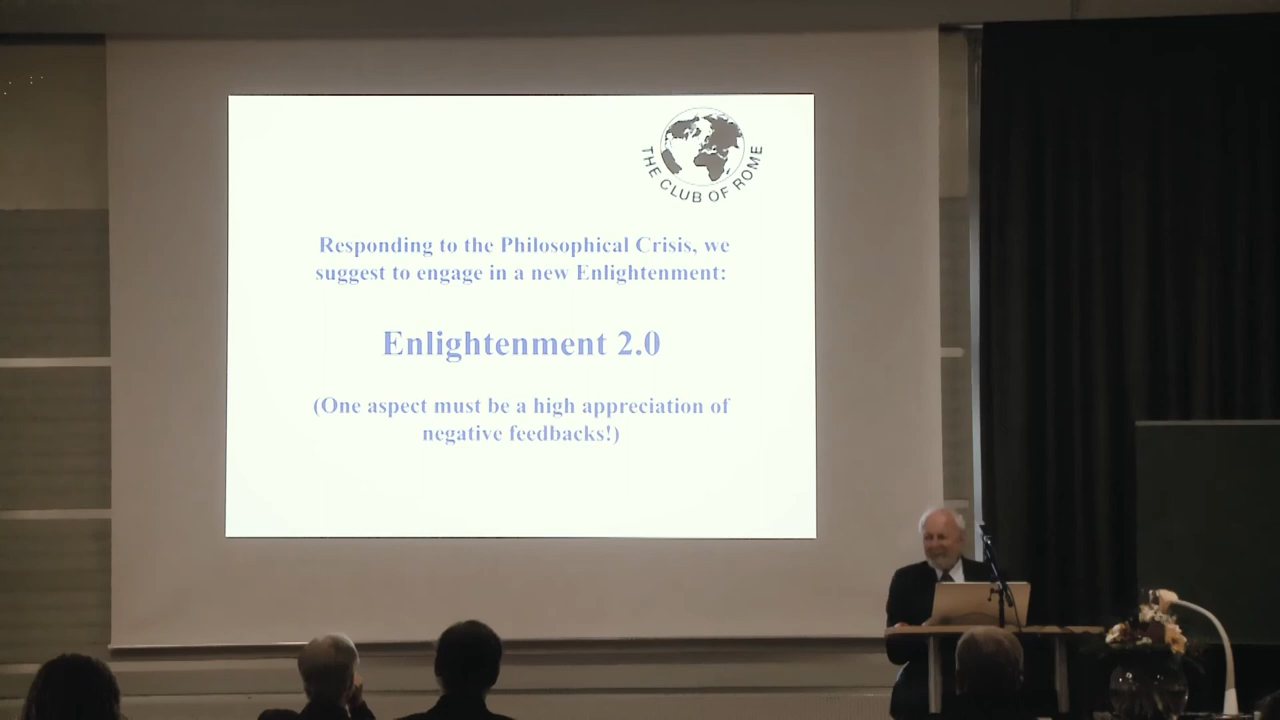 THE CLUB OF ROME
Responding to the Philosophical Crisis, we
suggest to engage in a new Enlightenment:
Enlightenment 2.0
(One aspect must be a high appreciation of
negative feedbacks!)